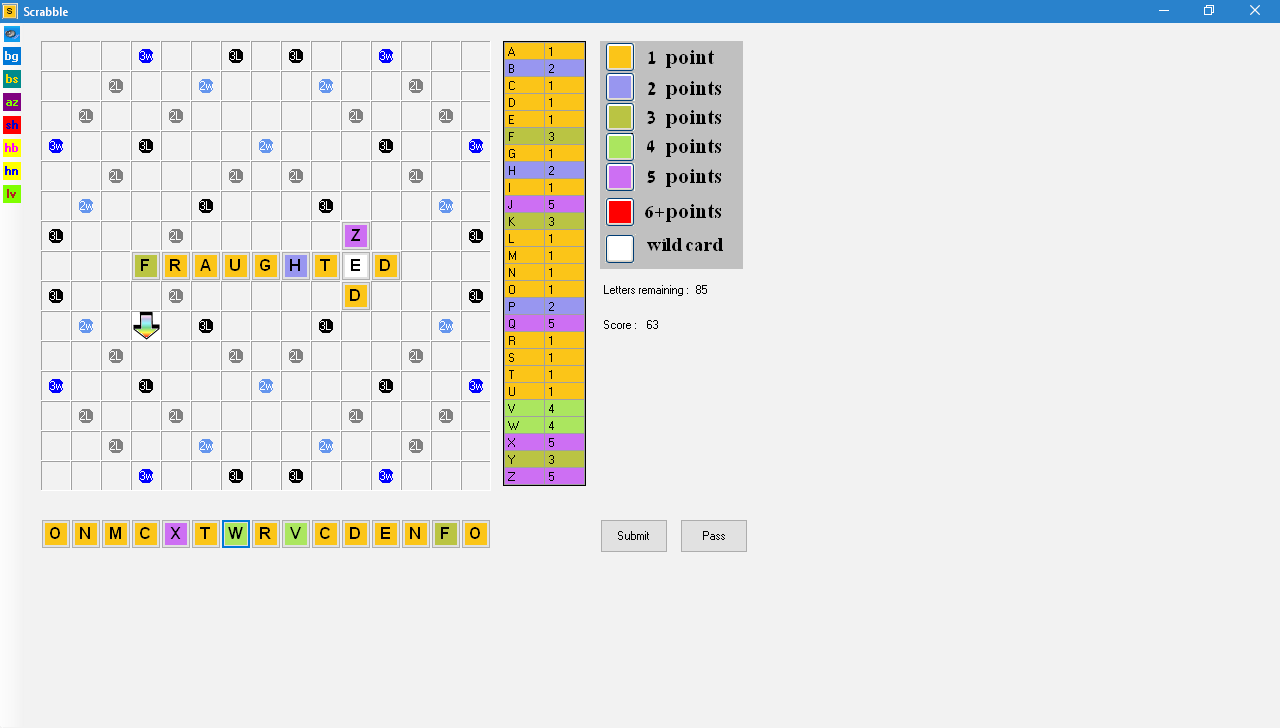 S Scrabble
bg
bs
az
sh
hb
hn
lv
3w 3L 3L 3w
2L 2w 2w 2L
2L 2L 2L 2L
3w 3L 2w 3L 3w
2L 2L 2L 2L
2w 3L 3L 2w
3L 2L Z 3L
F R A U G H T E D
3L 2L D 3L
2w 3L 3L 2w
2L 2L 2L 2L
3w 3L 2w 3L 3w
2L 2L 2L 2L
2L 2w 2w 2L
3w 3L 3L 3w
A 1
B 2
C 1
D 1
E 1
F 3
G 1
H 2
I 1
J 5
K 3
L 1
M 1
N 1
O 1
P 2
Q 5
R 1
S 1
T 1
U 1
V 4
W 4
X 5
Y 3
Z 5
1 point
2 points
3 points
4 points
5 points
6+points
wild card
Letters remaining : 85
Score : 63
O N M C X T W R V C D E N F O
Submit Pass